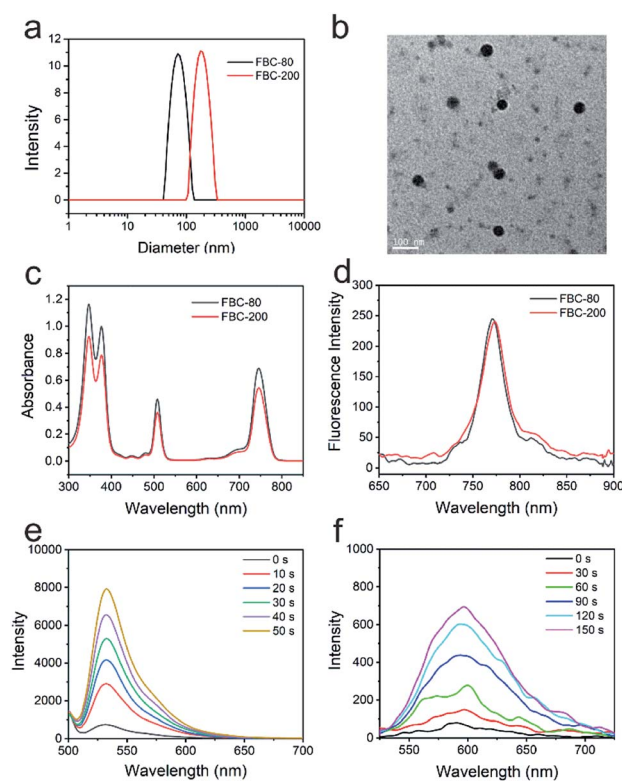 a
12
10
8
6
4
2
0
Intensity
FBC-80
FBC-200
1
10
100
1000
10000
Diameter (nm)
b
100 nm
c
1.2
1.0
0.8
0.6
0.4
0.2
0.0
Absorbance
FBC-80
FBC-200
300
400
500
600
700
800
Wavelength (nm)
d
300
250
200
150
100
50
0
Fluorescence Intensity
FBC-80
FBC-200
650
700
750
800
850
900
Wavelength (nm)
e
10000
8000
6000
4000
2000
0
Intensity
0 s
10 s
20 s
30 s
40 s
50 s
500
550
600
650
700
Wavelength (nm)
f
1000
800
600
400
200
0
Intensity
0 s
30 s
60 s
90 s
120 s
150 s
550
600
650
700
Wavelength (nm)